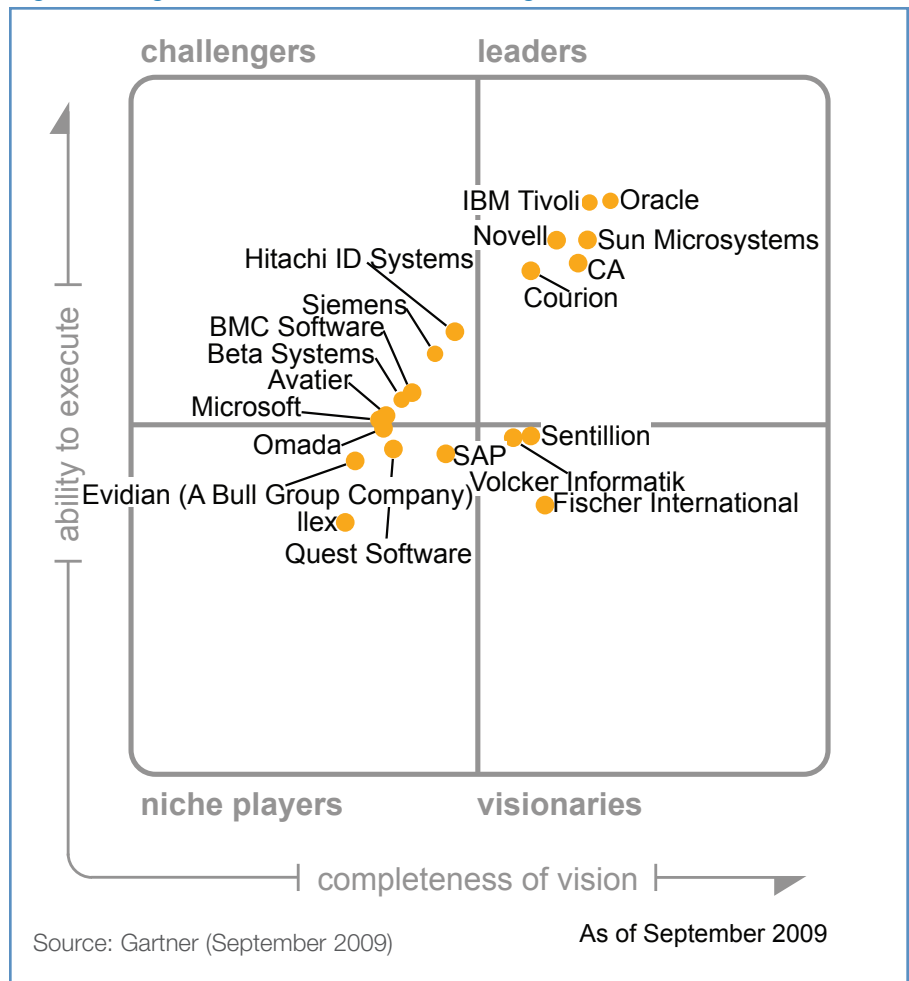 challengers
leaders
IBM Tivoli
Oracle
Novell
Sun Microsystems
Hitachi ID Systems
CA
Courion
Siemens
BMC Software
Beta Systems
Avatier
Microsoft
Omada
Sentillion
SAP
Volcker Informatik
Evidian (A Bull Group Company)
Fischer International
Ilex
Quest Software
ability to execute
niche players
visionaries
completeness of vision
As of September 2009
Source: Gartner (September 2009)